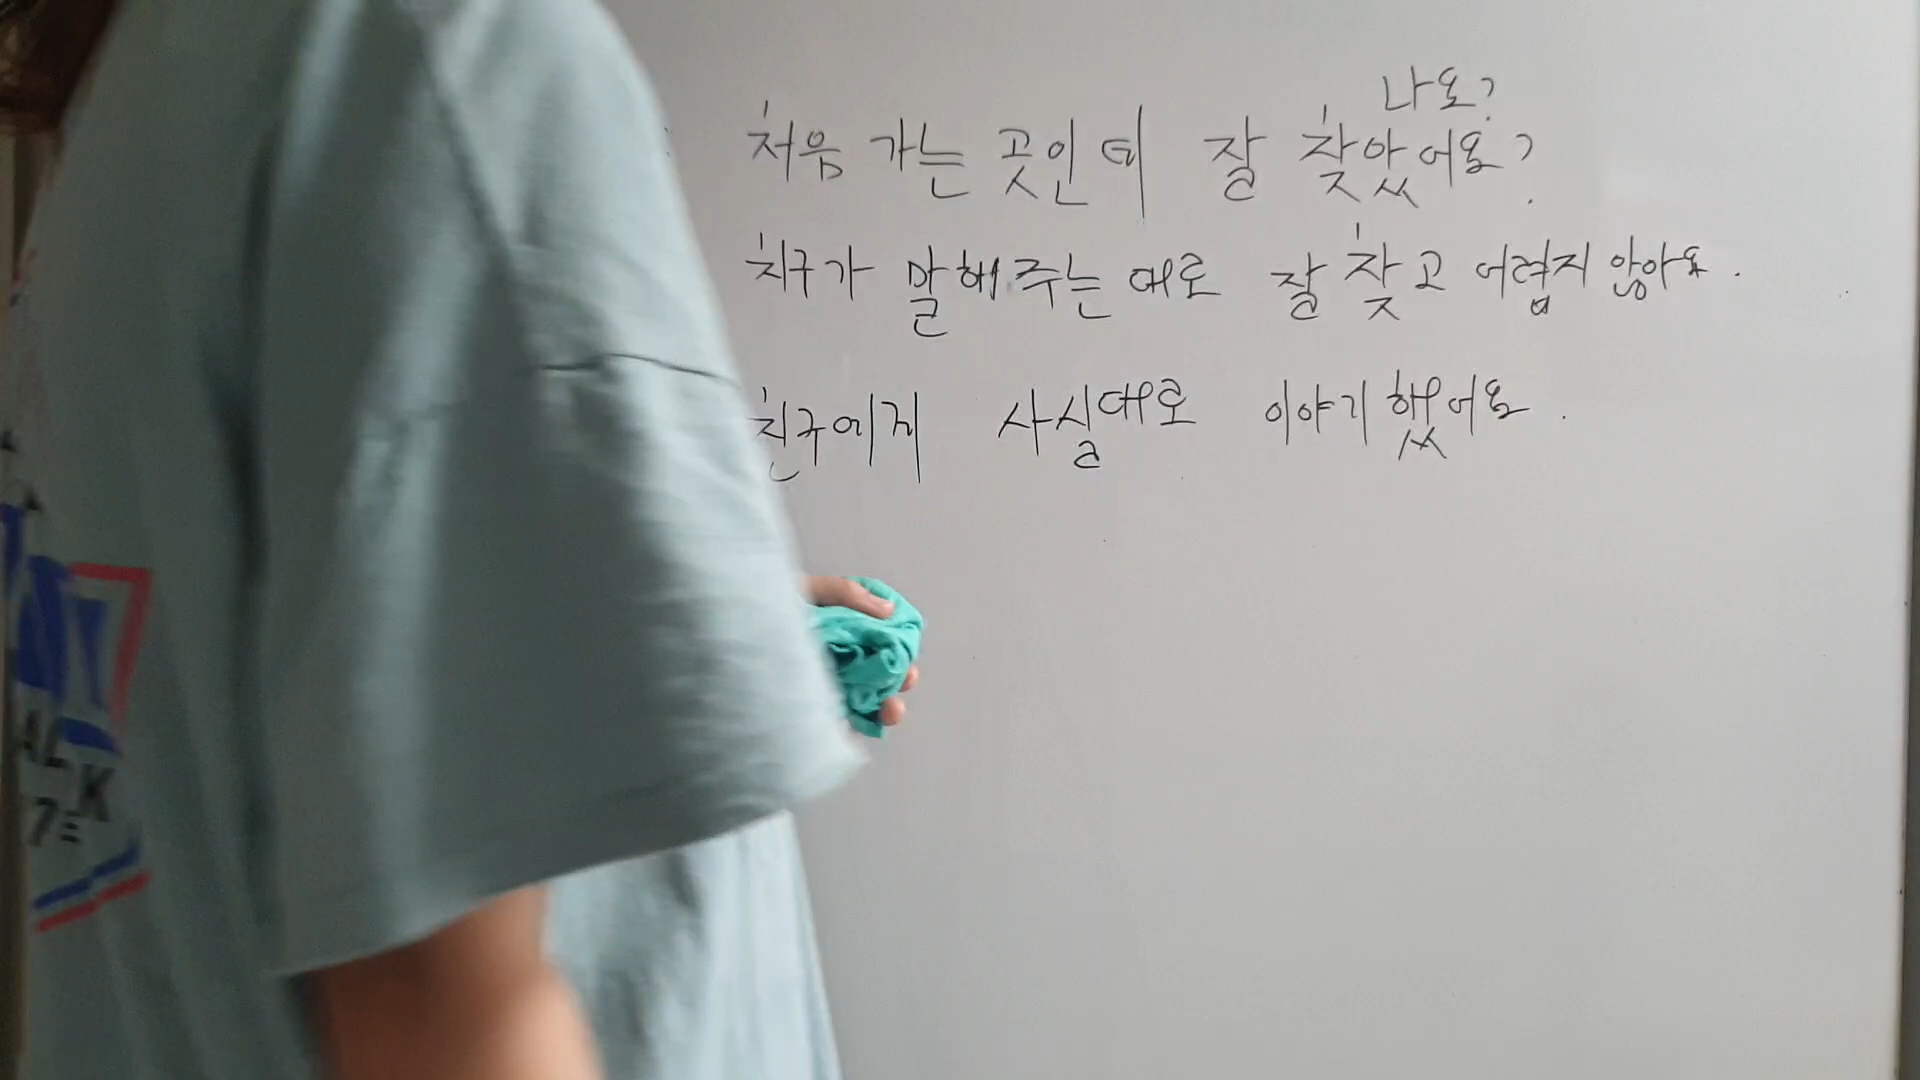 나요?
처음 가는 곳인데 잘 찾았어요?
치구가 말해주는 대로 잘 찾고 어렵지 않아요.
친구에게 사실대로 이야기했어요.